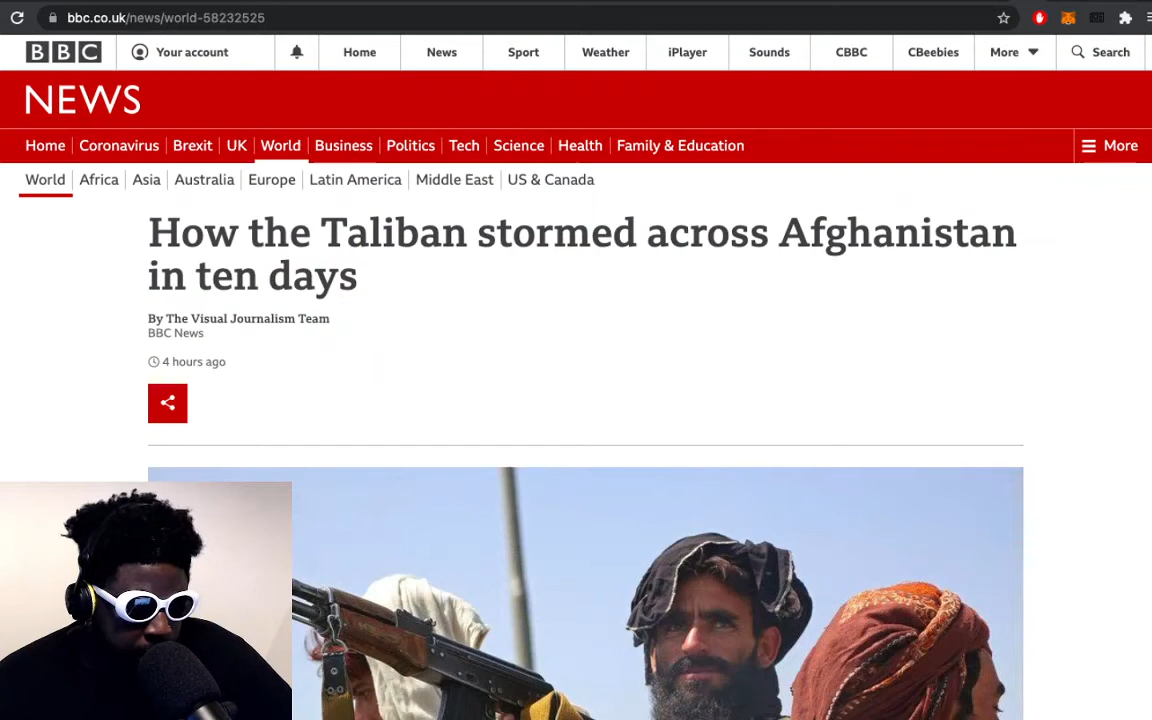 bbc.co.uk/news/world-58232525
BBC Your account Home News Sport Weather iPlayer Sounds CBBC CBeebies More Search
NEWS
Home Coronavirus Brexit UK World Business Politics Tech Science Health Family & Education More
World Africa Asia Australia Europe Latin America Middle East US & Canada
How the Taliban stormed across Afghanistan
in ten days
By The Visual Journalism Team
BBC News
4 hours ago